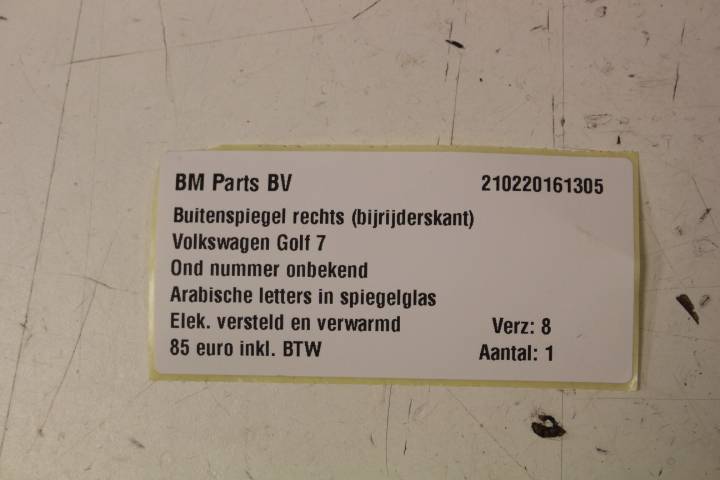 BM Parts BV 210220161305
Buitenspiegel rechts (bijrijderskant)
Volkswagen Golf 7
Ond nummer onbekend
Arabische letters in spiegelglas
Elek. versteld en verwarmd Verz: 8
85 euro inkl. BTW Aantal: 1